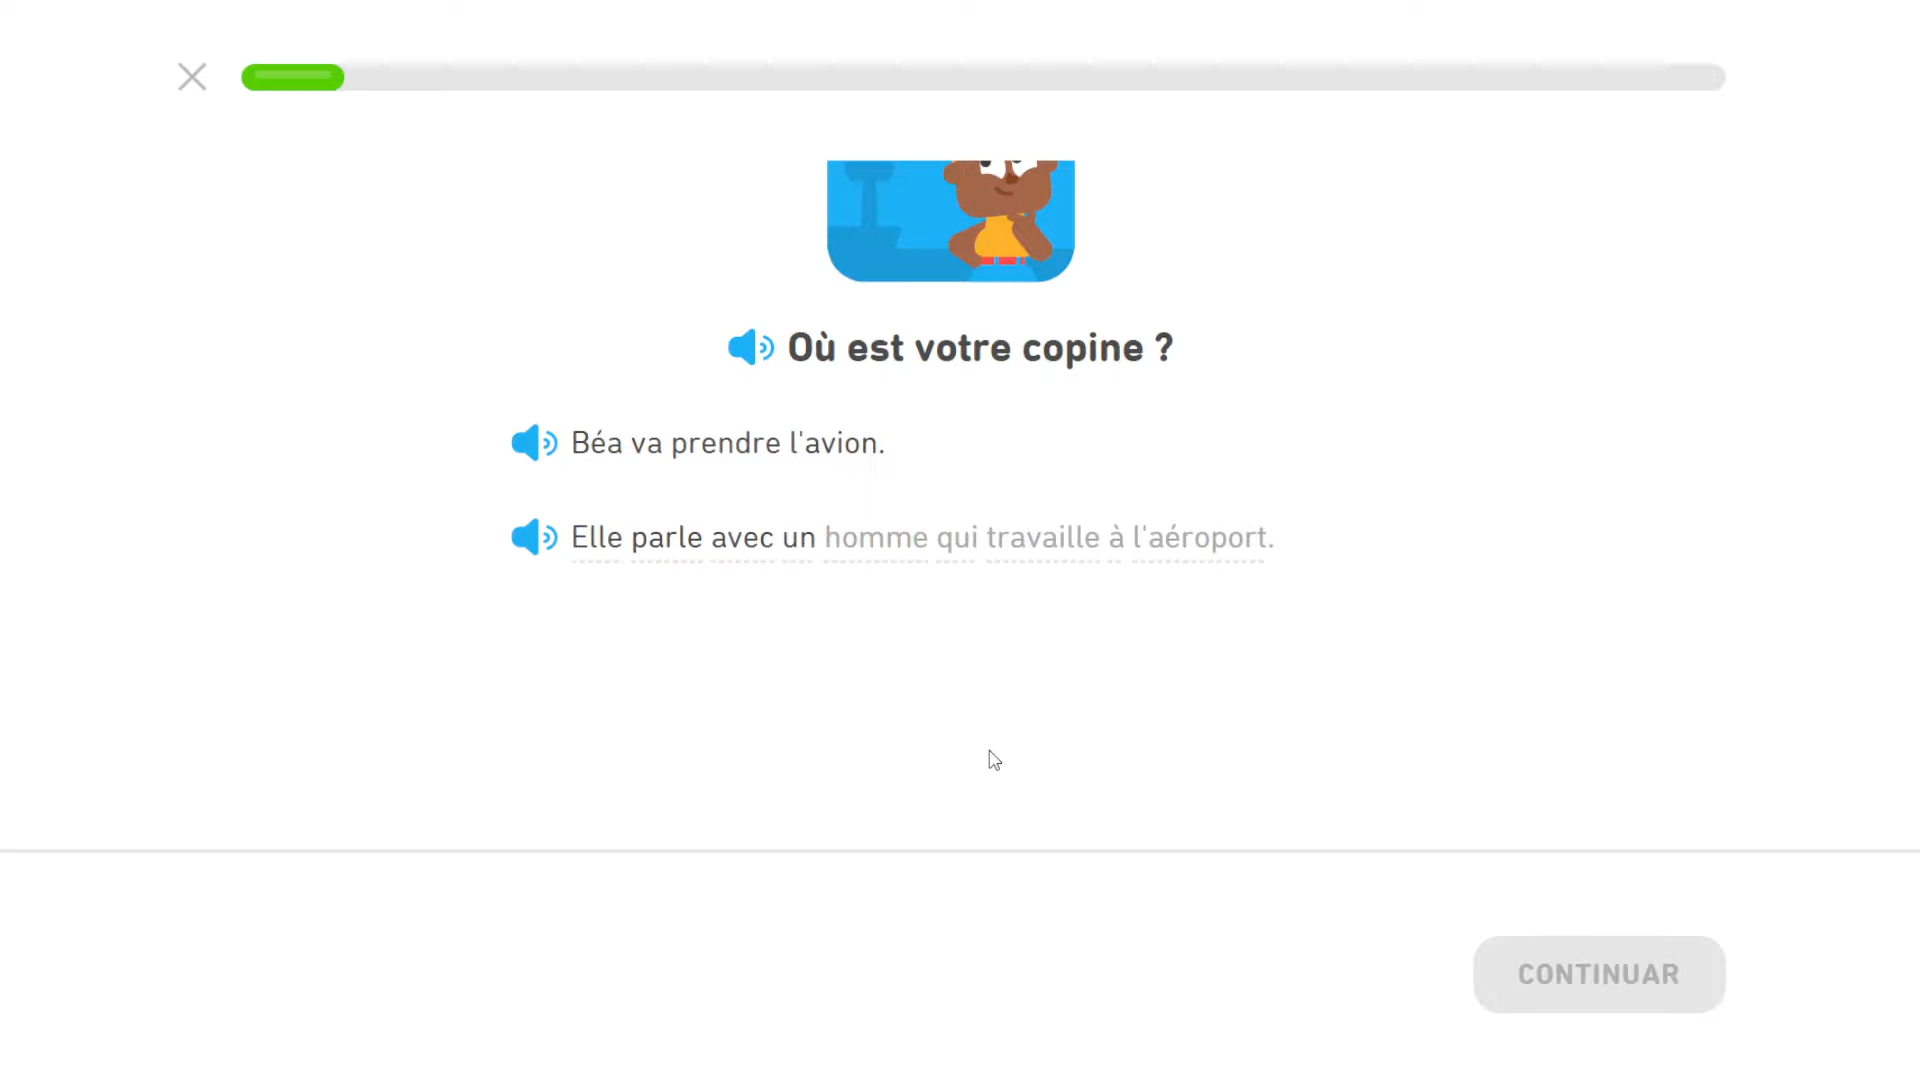 Où est votre copine ?
Béa va prendre l'avion.
Elle parle avec un homme qui travaille à l'aéroport.
CONTINUAR